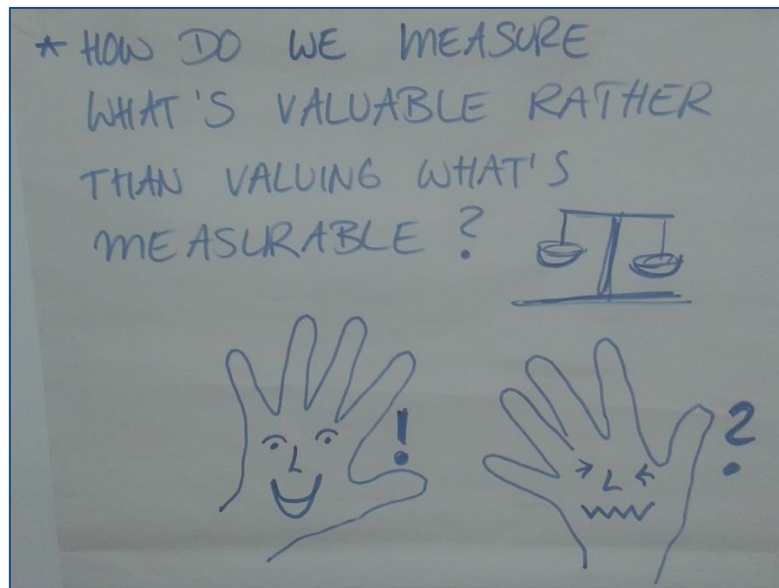 * HOW DO WE MEASURE
WHAT'S VALUABLE RATHER
THAN VALUING WHAT'S
MEASURABLE ?
!
?